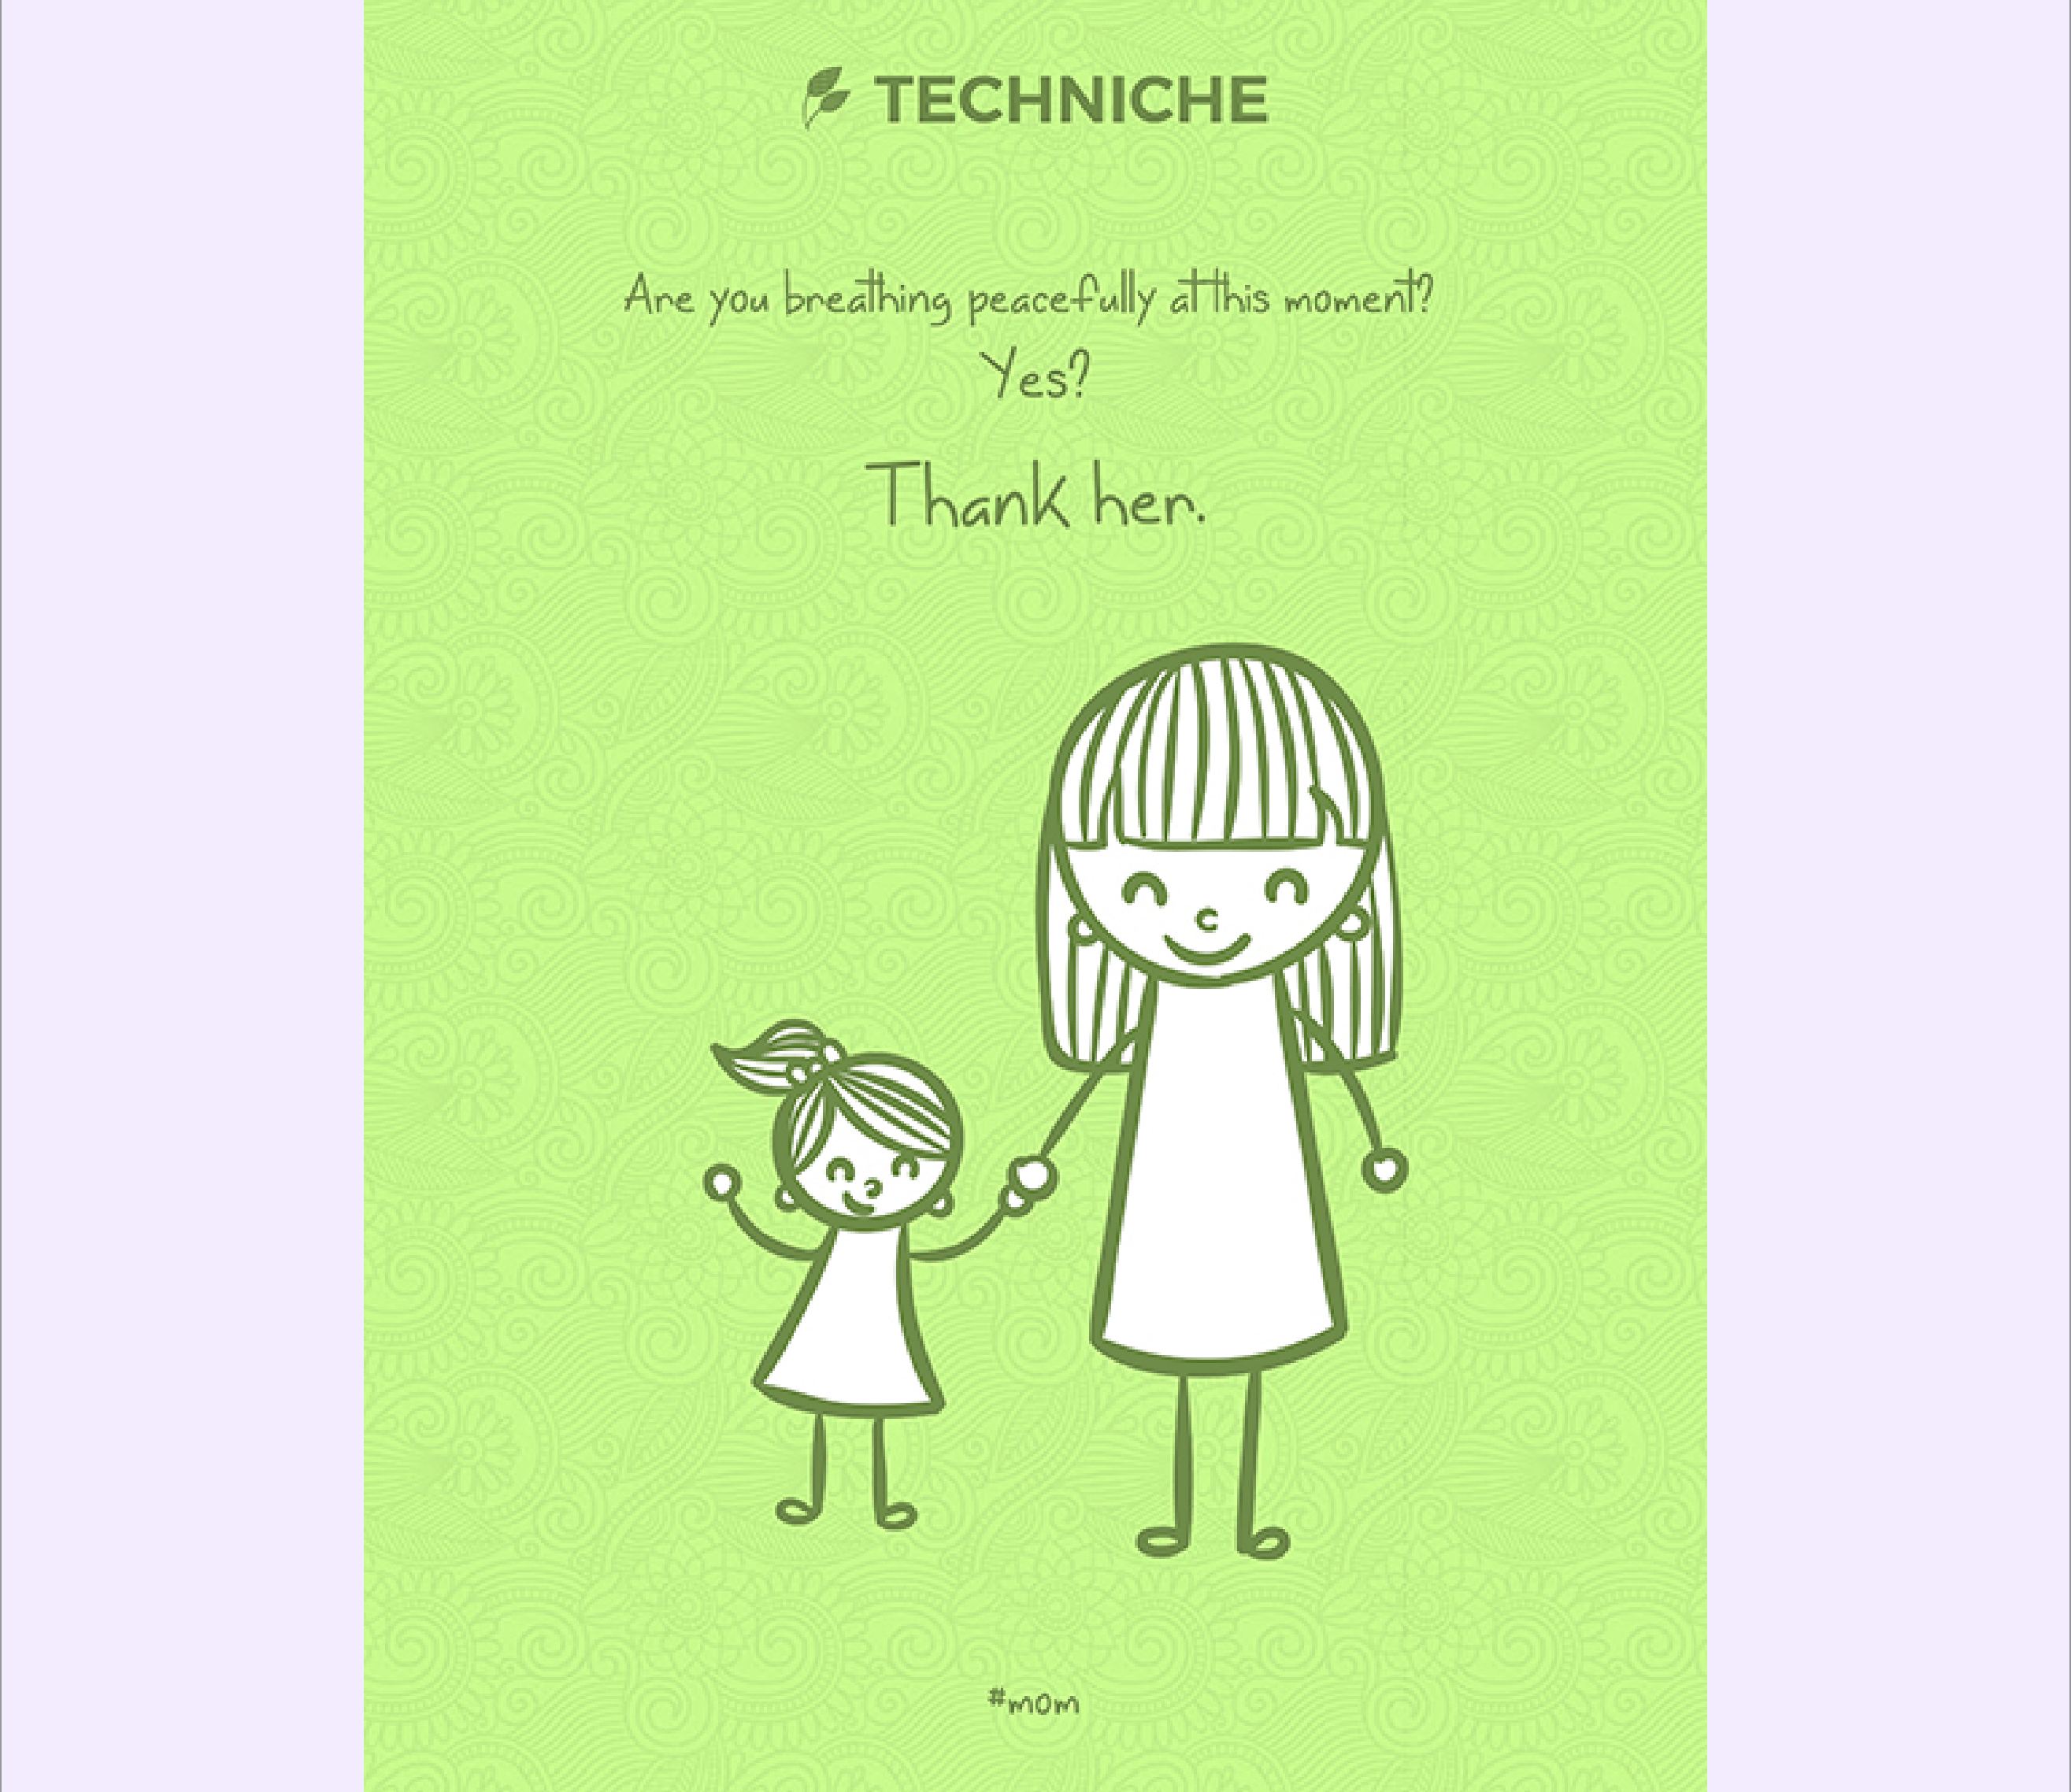 TECHNICHE
Are you breathing peacefully at this moment?
Yes?
Thank her.
#mom